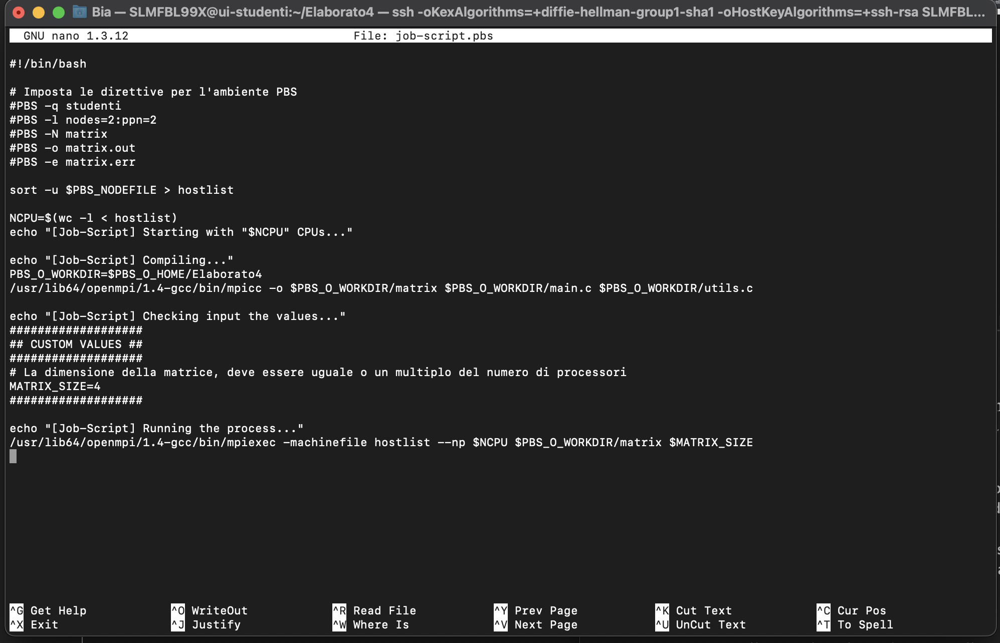 Bia — SLMFBL99X@ui-studenti:~/Elaborato4 — ssh -oKexAlgorithms=+diffie-hellman-group1-sha1 -oHostKeyAlgorithms=+ssh-rsa SLMFBL...
GNU nano 1.3.12 File: job-script.pbs
#!/bin/bash
# Imposta le direttive per l'ambiente PBS
#PBS -q studenti
#PBS -l nodes=2:ppn=2
#PBS -N matrix
#PBS -o matrix.out
#PBS -e matrix.err
sort -u $PBS_NODEFILE > hostlist
NCPU=$(wc -l < hostlist)
echo "[Job-Script] Starting with "$NCPU" CPUs..."
echo "[Job-Script] Compiling..."
PBS_O_WORKDIR=$PBS_O_HOME/Elaborato4
/usr/lib64/openmpi/1.4-gcc/bin/mpicc -o $PBS_O_WORKDIR/matrix $PBS_O_WORKDIR/main.c $PBS_O_WORKDIR/utils.c
echo "[Job-Script] Checking input the values..."
###################
## CUSTOM VALUES ##
###################
# La dimensione della matrice, deve essere uguale o un multiplo del numero di processori
MATRIX_SIZE=4
###################
echo "[Job-Script] Running the process..."
/usr/lib64/openmpi/1.4-gcc/bin/mpiexec -machinefile hostlist --np $NCPU $PBS_O_WORKDIR/matrix $MATRIX_SIZE
^G Get Help ^O WriteOut ^R Read File ^Y Prev Page ^K Cut Text ^C Cur Pos
^X Exit ^J Justify ^W Where Is ^V Next Page ^U UnCut Text ^T To Spell